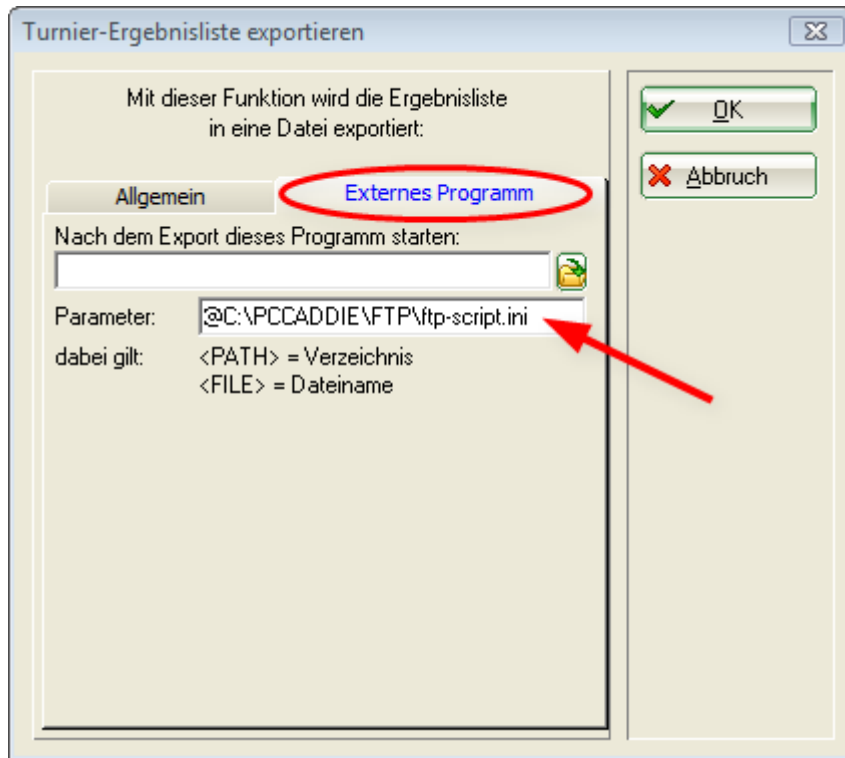 Turnier-Ergebnisliste exportieren
Mit dieser Funktion wird die Ergebnisliste
in eine Datei exportiert:
OK
Abbruch
Allgemein
Externes Programm
Nach dem Export dieses Programm starten:
Parameter: @C:\PCCADDIE\FTP\ftp-script.ini
dabei gilt: <PATH> = Verzeichnis
<FILE> = Dateiname